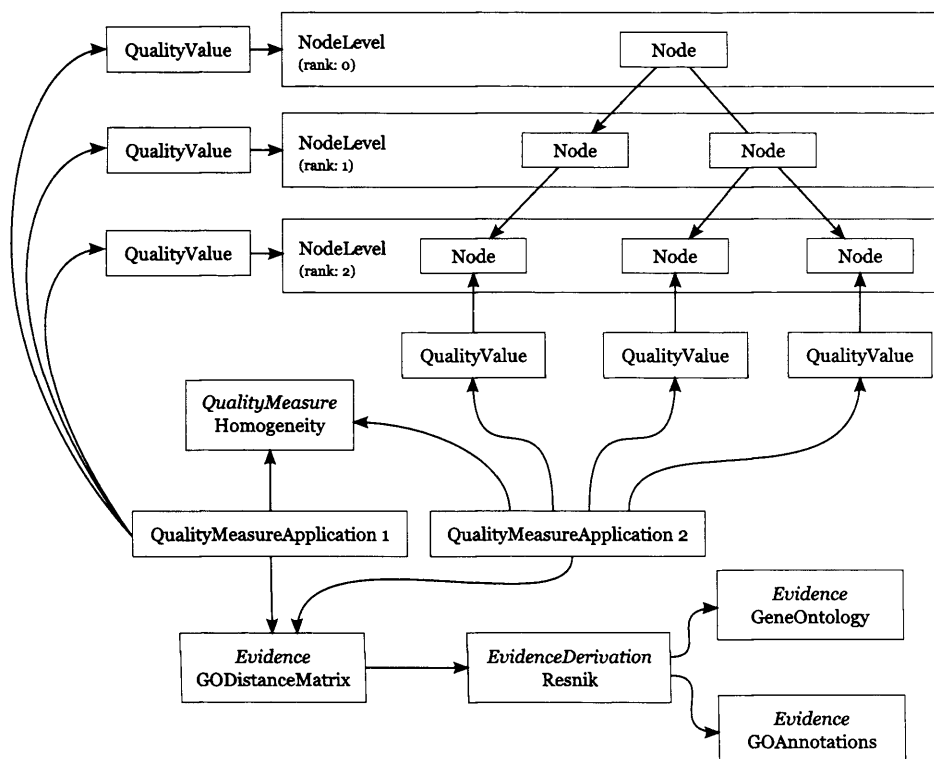 QualityValue
NodeLevel
(rank: 0)
Node
QualityValue
NodeLevel
(rank: 1)
Node
Node
QualityValue
NodeLevel
(rank: 2)
Node
Node
Node
QualityValue
QualityValue
QualityValue
QualityMeasure
Homogeneity
QualityMeasureApplication 1
QualityMeasureApplication 2
Evidence
GeneOntology
Evidence
GODistanceMatrix
EvidenceDerivation
Resnik
Evidence
GOAnnotations